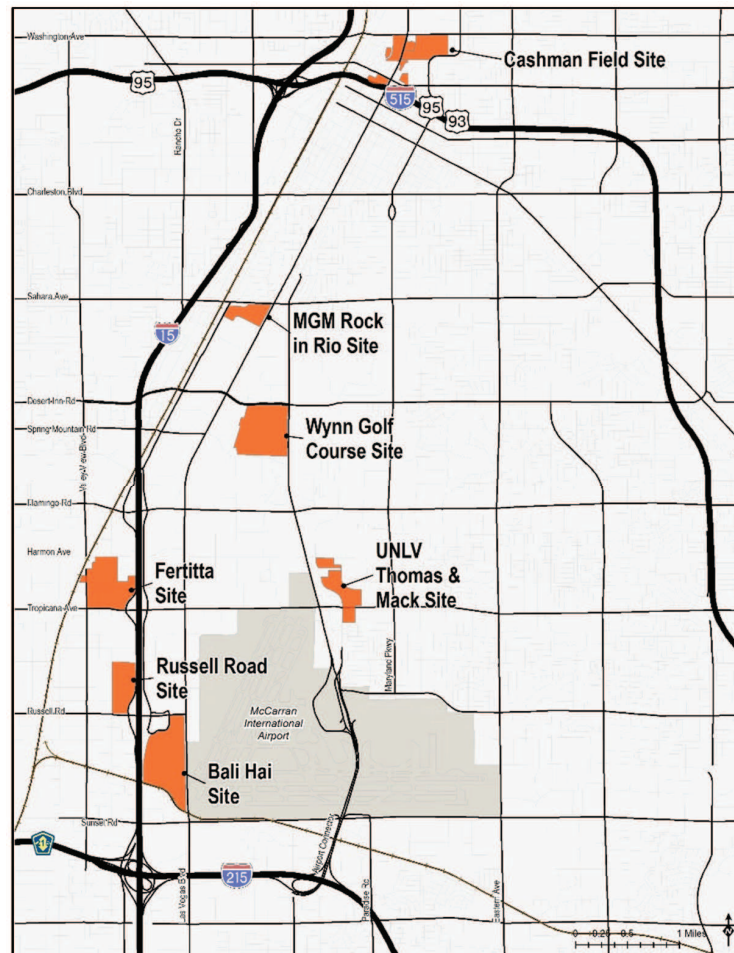 Washington Ave
Cashman Field Site
95
515
95
93
Rancho Dr
Charleston Blvd
Sahara Ave
MGM Rock
in Rio Site
15
Desert Inn Rd
Spring Mountain Rd
Wynn Golf
Course Site
Valley View Blvd
Flamingo Rd
Harmon Ave
UNLV
Thomas &
Mack Site
Fertitta
Site
Tropicana Ave
Maryland Pkwy
Russell Road
Site
Russell Rd
McCarran
International
Airport
Bali Hai
Site
Sunset Rd
Airport Connector
215
Las Vegas Blvd
Paradise Rd
Eastern Ave
0 0.25 0.5 1 Miles
N